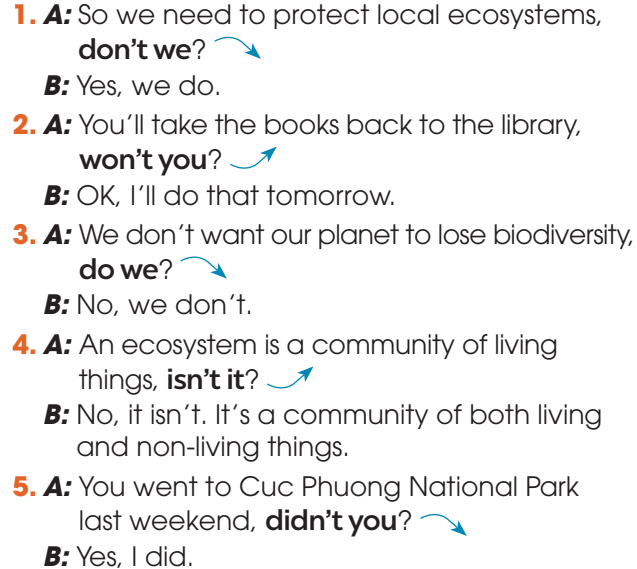 1. A: So we need to protect local ecosystems,
don't we?
B: Yes, we do.
2. A: You'll take the books back to the library,
won't you?
B: OK, I'll do that tomorrow.
3. A: We don't want our planet to lose biodiversity,
do we?
B: No, we don't.
4. A: An ecosystem is a community of living
things, isn't it?
B: No, it isn't. It's a community of both living
and non-living things.
5. A: You went to Cuc Phuong National Park
last weekend, didn't you?
B: Yes, I did.